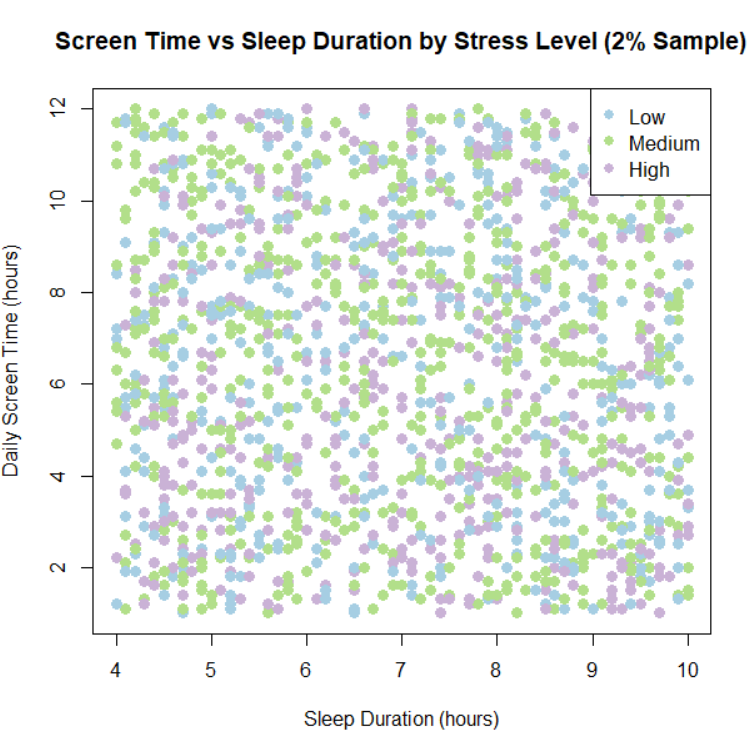 Screen Time vs Sleep Duration by Stress Level (2% Sample)
Low
Medium
High
Daily Screen Time (hours)
12
10
8
6
4
2
4 5 6 7 8 9 10
Sleep Duration (hours)